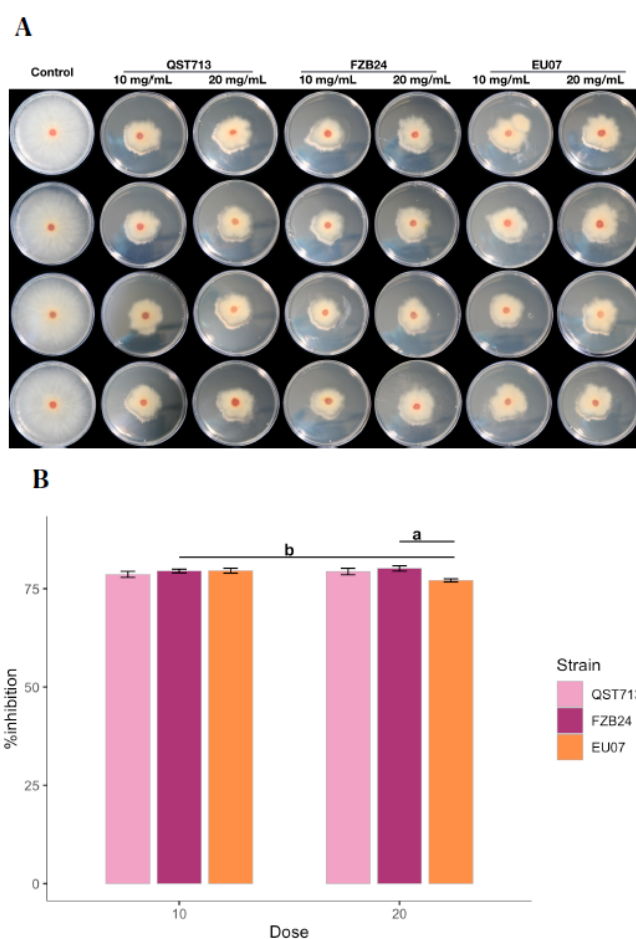 A
Control QST713 FZB24 EU07
10 mg/mL 20 mg/mL 10 mg/mL 20 mg/mL 10 mg/mL 20 mg/mL
B
a
b
75
50
25
0
%inhibition
10 20
Dose
Strain
QST713
FZB24
EU07